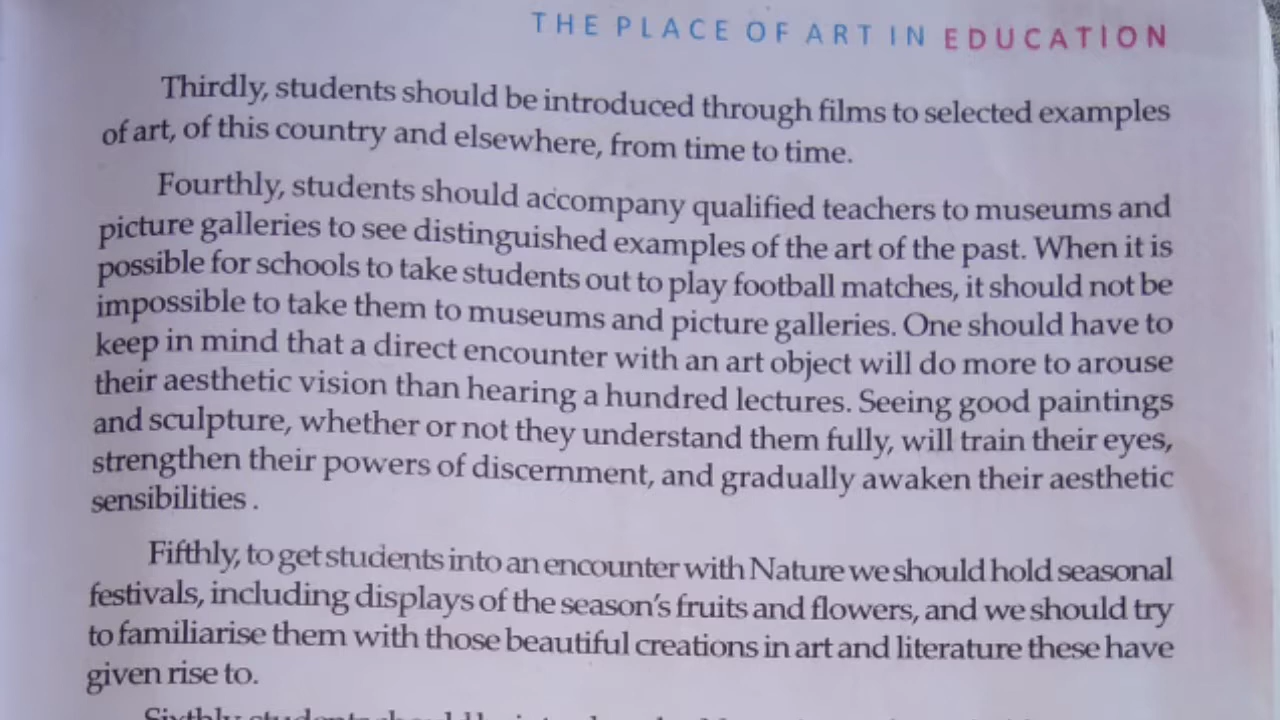 THE PLACE OF ART IN EDUCATION
Thirdly, students should be introduced through films to selected examples
of art, of this country and elsewhere, from time to time.
Fourthly, students should accompany qualified teachers to museums and
picture galleries to see distinguished examples of the art of the past. When it is
possible for schools to take students out to play football matches, it should not be
impossible to take them to museums and picture galleries. One should have to
keep in mind that a direct encounter with an art object will do more to arouse
their aesthetic vision than hearing a hundred lectures. Seeing good paintings
and sculpture, whether or not they understand them fully, will train their eyes,
strengthen their powers of discernment, and gradually awaken their aesthetic
sensibilities .
Fifthly, to get students into an encounter with Nature we should hold seasonal
festivals, including displays of the season's fruits and flowers, and we should try
to familiarise them with those beautiful creations in art and literature these have
given rise to.
Sixthly students should